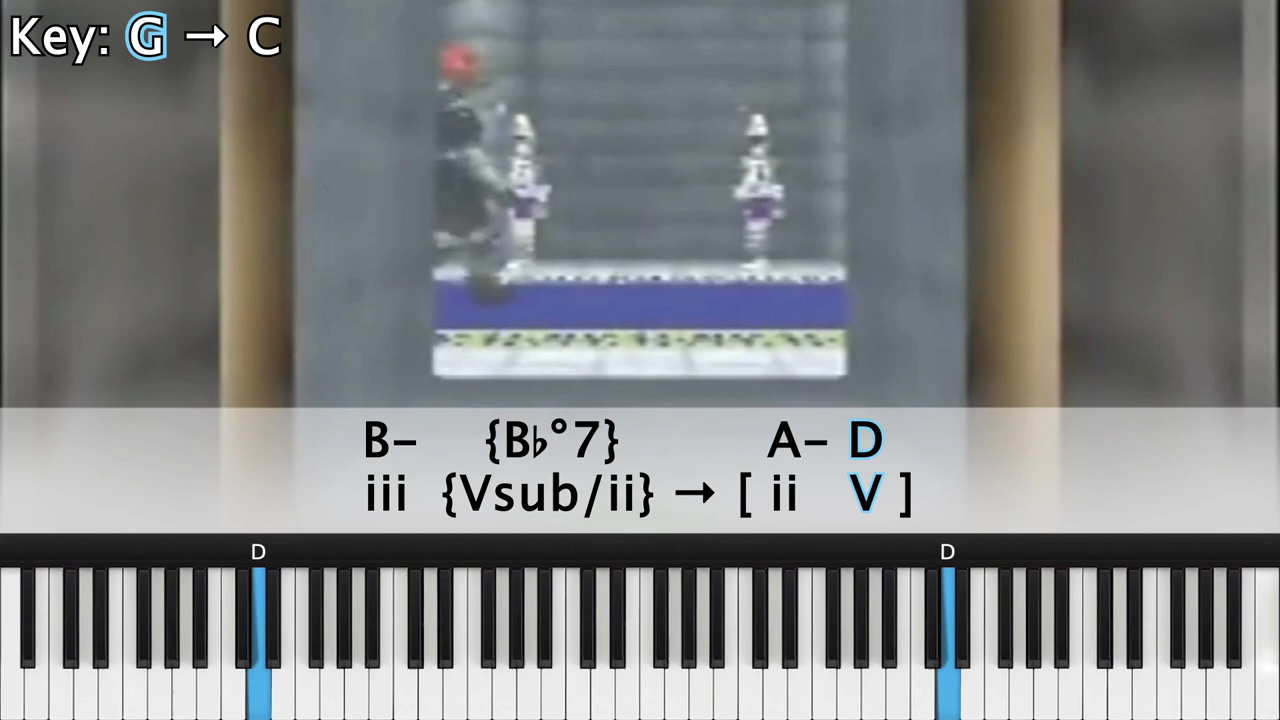 Key: G → C
B– {B♭°7} A– D
iii {Vsub/ii} → [ ii V ]
D D